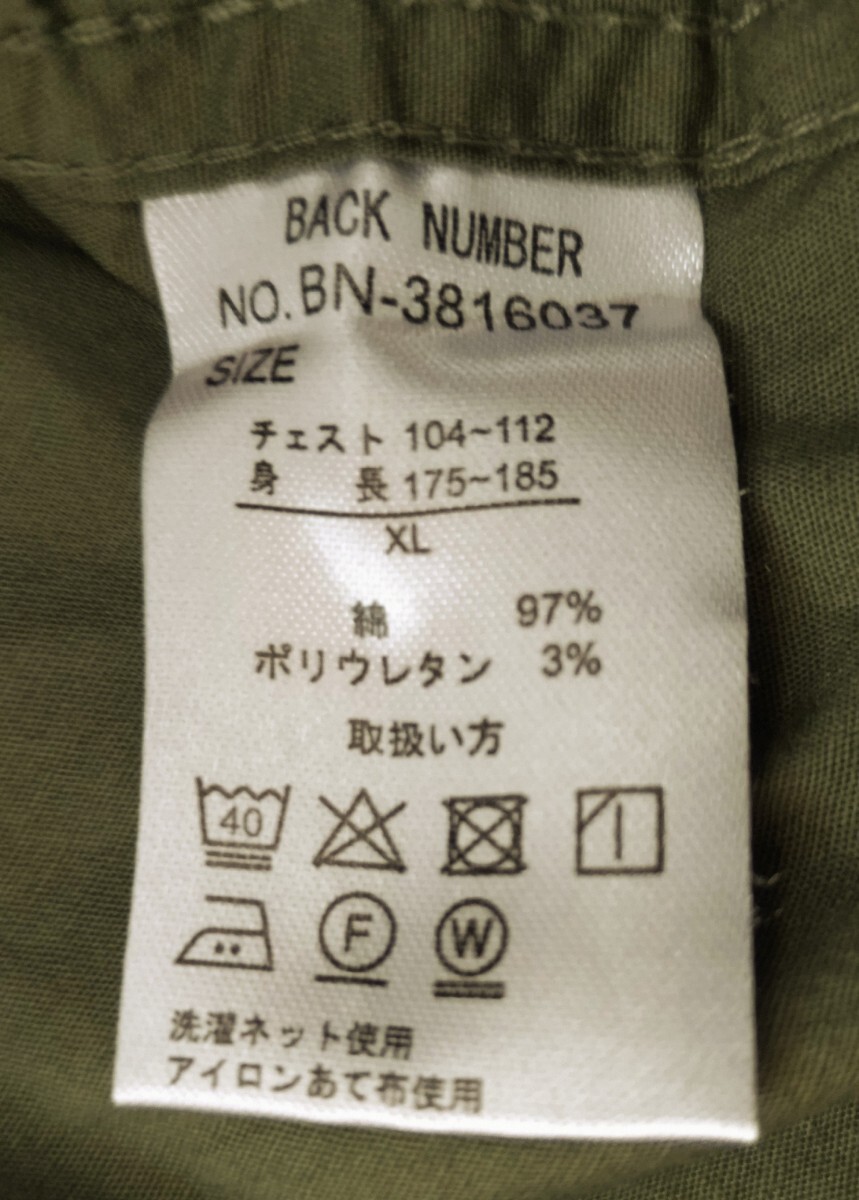 BACK NUMBER
NO. BN-3816037
SIZE
チェスト 104~112
身 長 175~185
XL
綿 97%
ポリウレタン 3%
取扱い方
40
F W
洗濯ネット使用
アイロンあて布使用